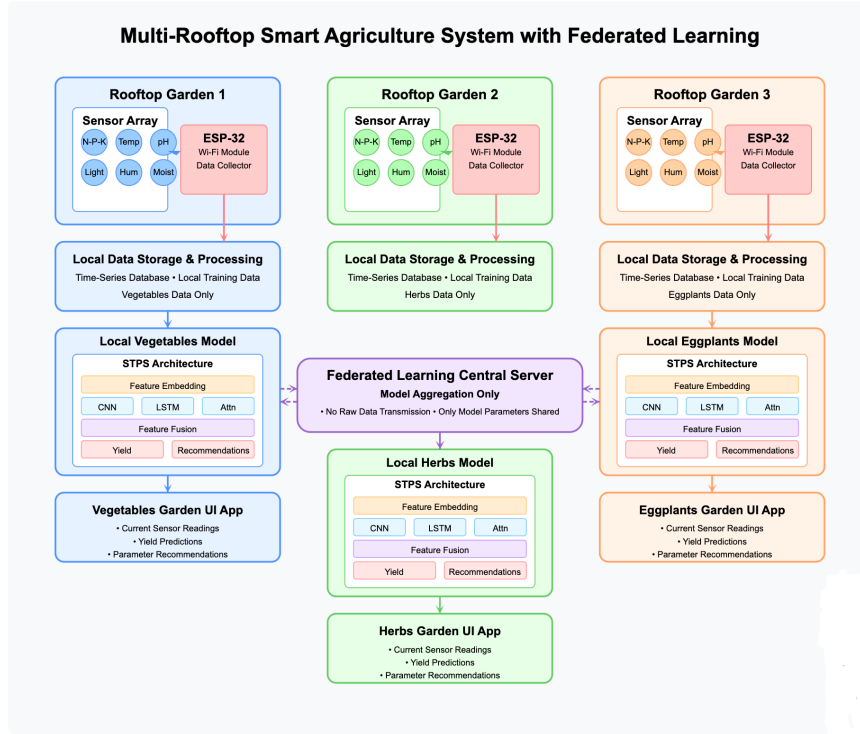 Multi-Rooftop Smart Agriculture System with Federated Learning
Rooftop Garden 1
Sensor Array
N-P-K
Temp
pH
Light
Hum
Moist
ESP-32
Wi-Fi Module
Data Collector
Rooftop Garden 2
Sensor Array
N-P-K
Temp
pH
Light
Hum
Moist
ESP-32
Wi-Fi Module
Data Collector
Rooftop Garden 3
Sensor Array
N-P-K
Temp
pH
Light
Hum
Moist
ESP-32
Wi-Fi Module
Data Collector
Local Data Storage & Processing
Time-Series Database • Local Training Data
Vegetables Data Only
Local Data Storage & Processing
Time-Series Database • Local Training Data
Herbs Data Only
Local Data Storage & Processing
Time-Series Database • Local Training Data
Eggplants Data Only
Local Vegetables Model
STPS Architecture
Feature Embedding
CNN
LSTM
Attn
Feature Fusion
Yield
Recommendations
Federated Learning Central Server
Model Aggregation Only
• No Raw Data Transmission • Only Model Parameters Shared
Local Eggplants Model
STPS Architecture
Feature Embedding
CNN
LSTM
Attn
Feature Fusion
Yield
Recommendations
Local Herbs Model
STPS Architecture
Feature Embedding
CNN
LSTM
Attn
Feature Fusion
Yield
Recommendations
Vegetables Garden UI App
• Current Sensor Readings
• Yield Predictions
• Parameter Recommendations
Eggplants Garden UI App
• Current Sensor Readings
• Yield Predictions
• Parameter Recommendations
Herbs Garden UI App
• Current Sensor Readings
• Yield Predictions
• Parameter Recommendations